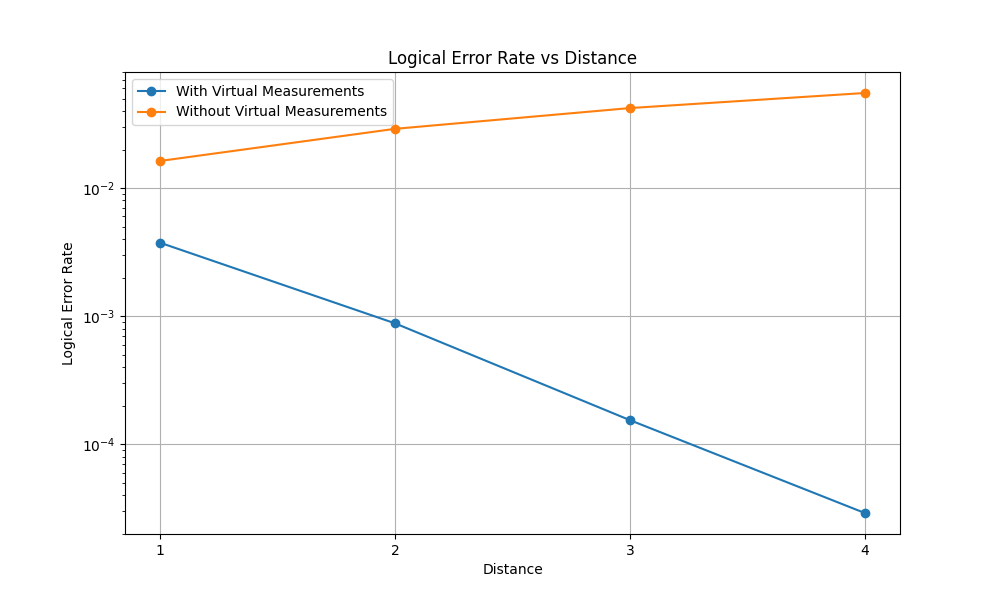 Logical Error Rate vs Distance
With Virtual Measurements
Without Virtual Measurements
Logical Error Rate
10⁻²
10⁻³
10⁻⁴
1 2 3 4
Distance